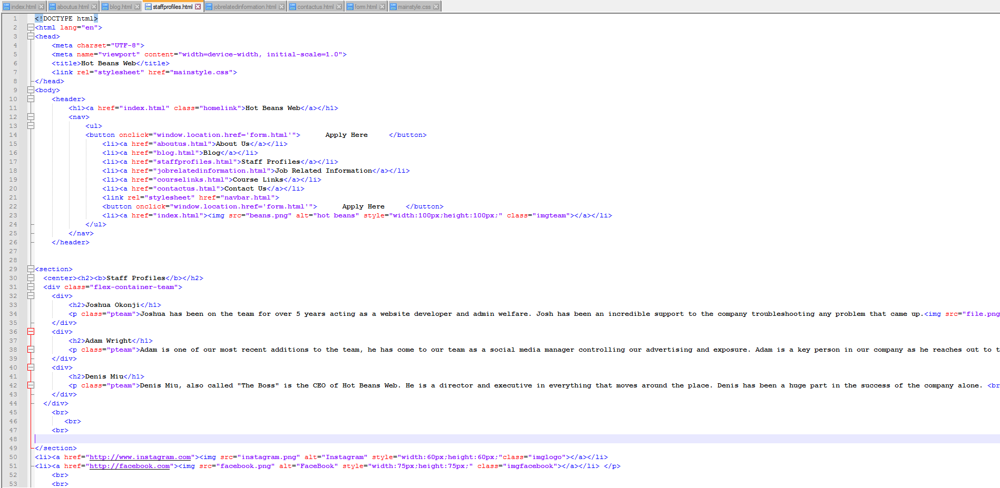 index.html aboutus.html blog.html staffprofiles.html jobrelatedinformation.html contactus.html form.html mainstyle.css
1 <!DOCTYPE html>
2 <html lang="en">
3 <head>
4 <meta charset="UTF-8">
5 <meta name="viewport" content="width=device-width, initial-scale=1.0">
6 <title>Hot Beans Web</title>
7 <link rel="stylesheet" href="mainstyle.css">
8 </head>
9 <body>
10 <header>
11 <h1><a href="index.html" class="homelink">Hot Beans Web</a></h1>
12 <nav>
13 <ul>
14 <button onclick="window.location.href='form.html'"> Apply Here </button>
15 <li><a href="aboutus.html">About Us</a></li>
16 <li><a href="blog.html">Blog</a></li>
17 <li><a href="staffprofiles.html">Staff Profiles</a></li>
18 <li><a href="jobrelatedinformation.html">Job Related Information</a></li>
19 <li><a href="courselinks.html">Course Links</a></li>
20 <li><a href="contactus.html">Contact Us</a></li>
21 <link rel="stylesheet" href="navbar.html">
22 <button onclick="window.location.href='form.html'"> Apply Here </button>
23 <li><a href="index.html"><img src="beans.png" alt="hot beans" style="width:100px;height:100px;" class="imgteam"></a></li>
24 </ul>
25 </nav>
26 </header>
27
28
29 <section>
30 <center><h2><b>Staff Profiles</b></h2>
31 <div class="flex-container-team">
32 <div>
33 <h2>Joshua Okonji</h1>
34 <p class="pteam">Joshua has been on the team for over 5 years acting as a website developer and admin welfare. Josh has been an incredible support to the company troubleshooting any problem that came up.<img src="file.png
35 </div>
36 <div>
37 <h2>Adam Wright</h1>
38 <p class="pteam">Adam is one of our most recent additions to the team, he has come to our team as a social media manager controlling our advertising and exposure. Adam is a key person in our company as he reaches out to t
39 </div>
40 <div>
41 <h2>Denis Miu</h1>
42 <p class="pteam">Denis Miu, also called "The Boss" is the CEO of Hot Beans Web. He is a director and executive in everything that moves around the place. Denis has been a huge part in the success of the company alone. <br
43 </div>
44 </div>
45 <br>
46 <br>
47 <br>
48
49 </section>
50 <li><a href="http://www.instagram.com"><img src="instagram.png" alt="Instagram" style="width:60px;height:60px;"class="imglogo"></a></li>
51 <li><a href="http://facebook.com"><img src="facebook.png" alt="FaceBook" style="width:75px;height:75px;" class="imgfacebook"></a></li> </p>
52 <br>
53 <br>